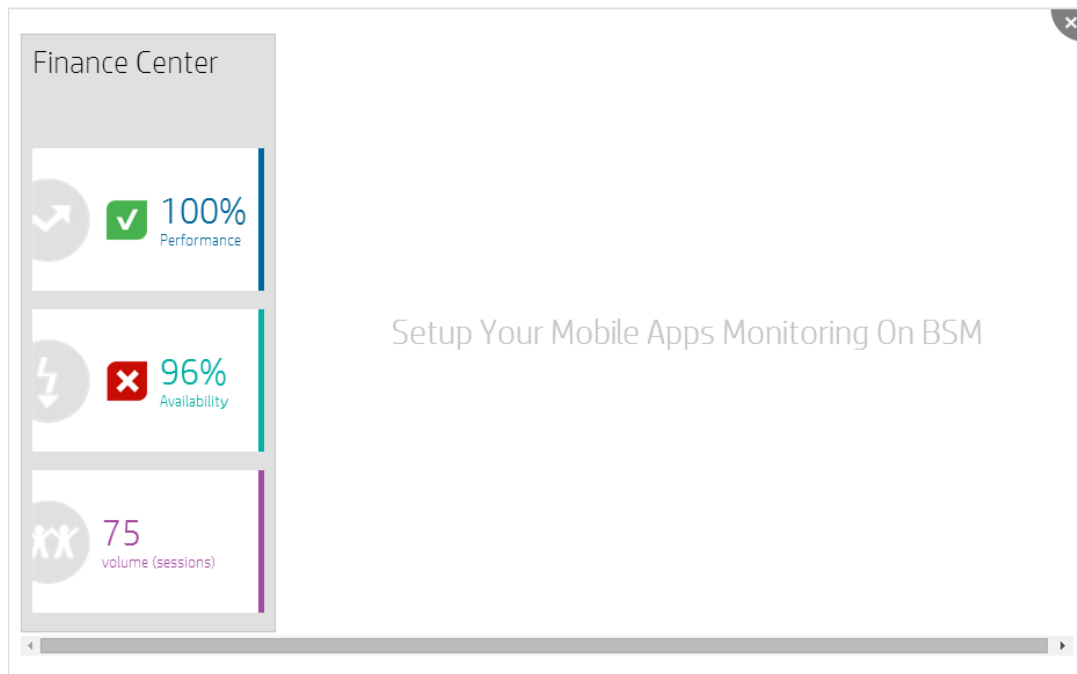 Finance Center
100%
Performance
96%
Availability
75
volume (sessions)
Setup Your Mobile Apps Monitoring On BSM